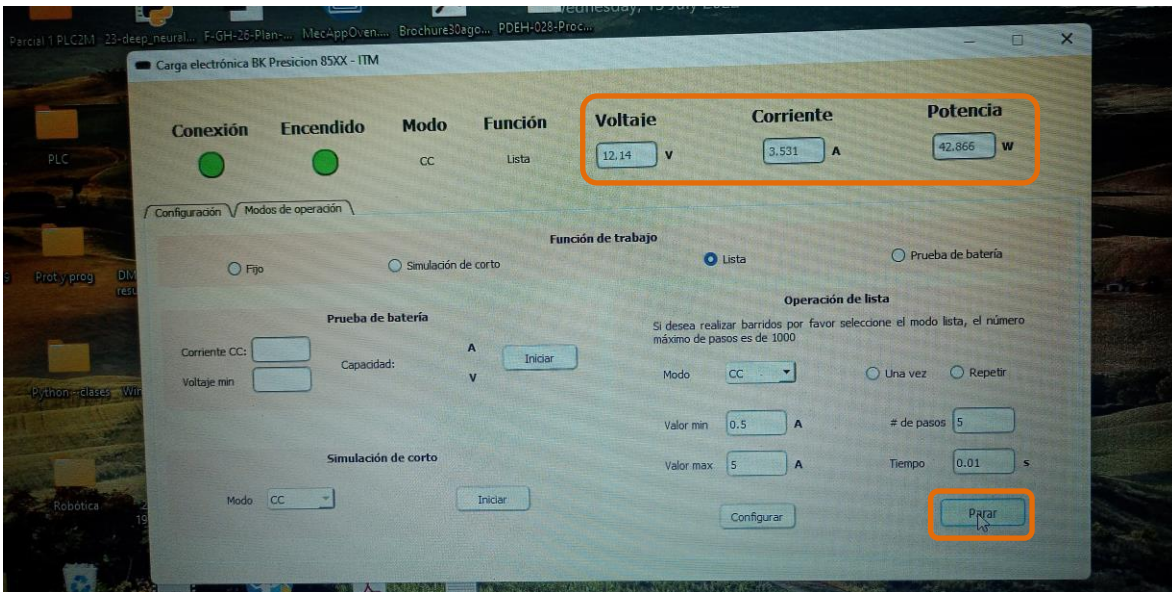 Wednesday, 13 July 2022
Parcial 1 PLC2M 23-deep_neural... F-GH-26-Plan-... MecAppOven.... Brochure30ago... PDEH-028-Proc...
Carga electrónica BK Presicion 85XX - ITM
Conexión Encendido Modo Función Voltaje Corriente Potencia
CC Lista 12.14 V 3.531 A 42.866 W
PLC
Configuración Modos de operación
Función de trabajo
Fijo Simulación de corto Lista Prueba de batería
Prot y prog
Prueba de batería
Operación de lista
Si desea realizar barridos por favor seleccione el modo lista, el número
máximo de pasos es de 1000
Corriente CC: Capacidad: A Iniciar
Voltaje min V
Modo CC Una vez Repetir
Python - clases Win
Valor min 0.5 A # de pasos 5
Simulación de corto
Valor max 5 A Tiempo 0.01 s
Modo CC Iniciar
Configurar Parar
Robótica